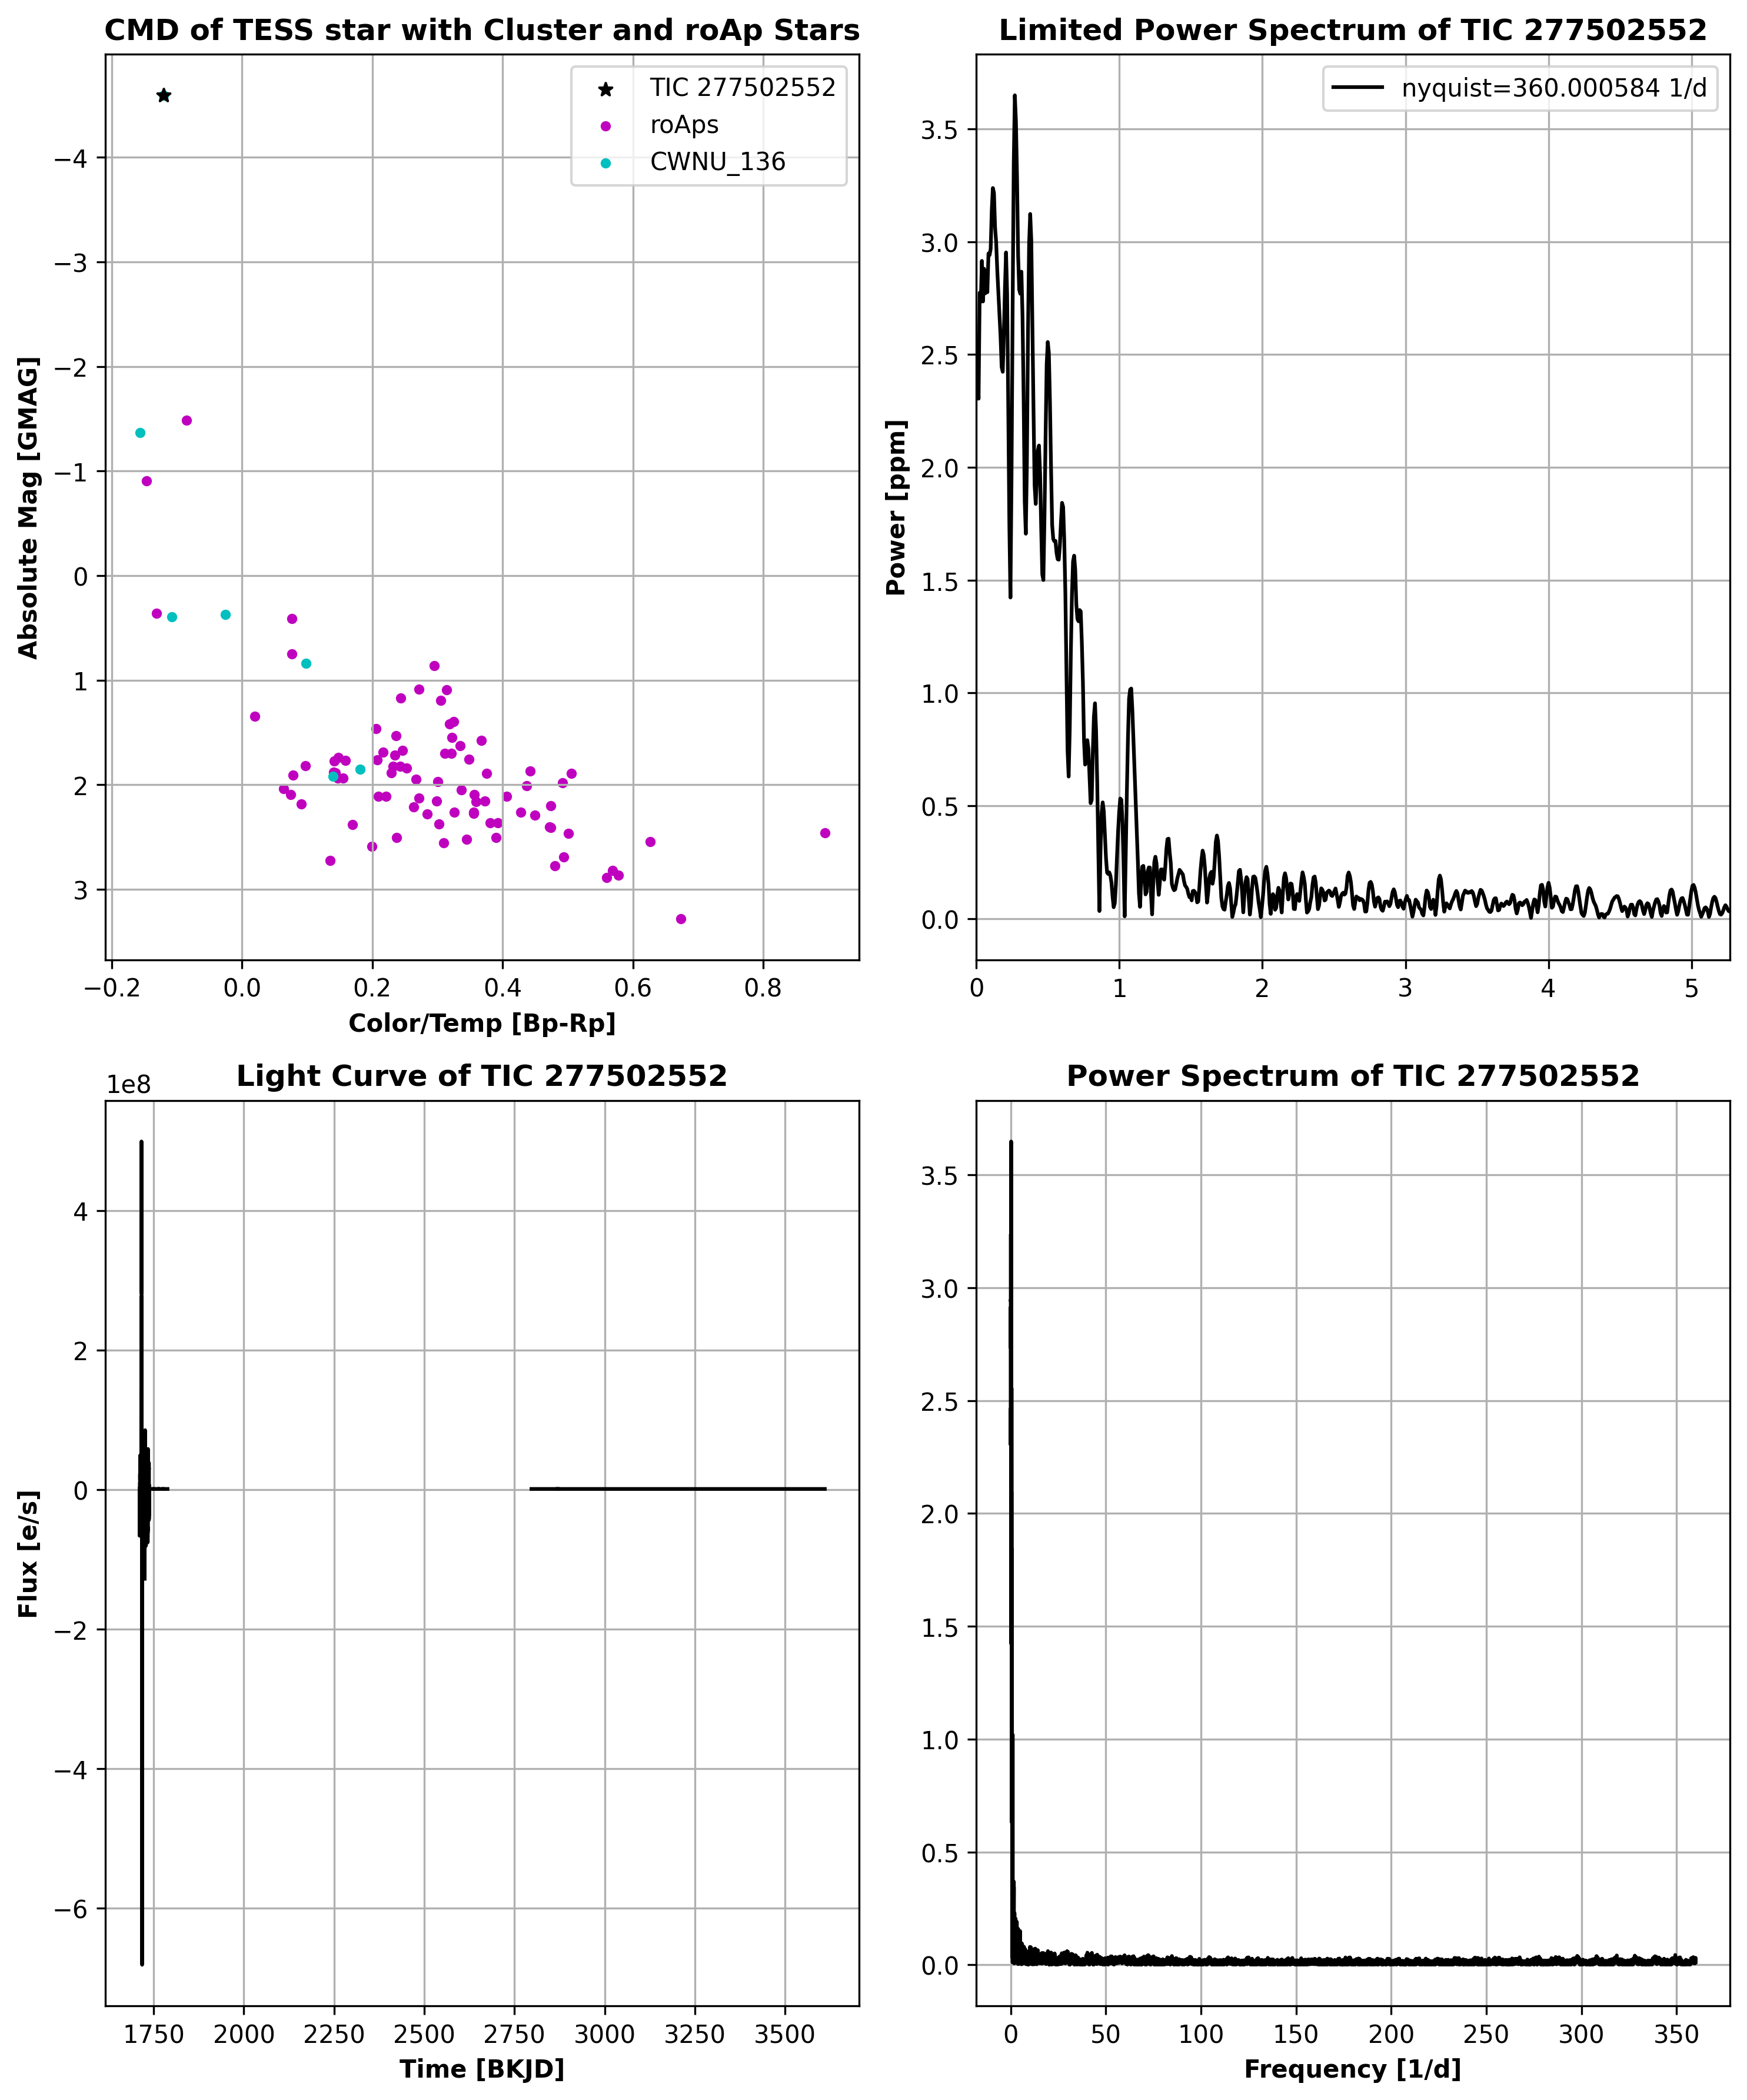 CMD of TESS star with Cluster and roAp Stars
TIC 277502552
roAps
CWNU_136
−4
−3
−2
−1
0
1
2
3
Absolute Mag [GMAG]
−0.2 0.0 0.2 0.4 0.6 0.8
Color/Temp [Bp-Rp]
Limited Power Spectrum of TIC 277502552
nyquist=360.000584 1/d
3.5
3.0
2.5
2.0
1.5
1.0
0.5
0.0
Power [ppm]
0 1 2 3 4 5
Light Curve of TIC 277502552
1e8
4
2
0
−2
−4
−6
Flux [e/s]
1750 2000 2250 2500 2750 3000 3250 3500
Time [BKJD]
Power Spectrum of TIC 277502552
3.5
3.0
2.5
2.0
1.5
1.0
0.5
0.0
0 50 100 150 200 250 300 350
Frequency [1/d]